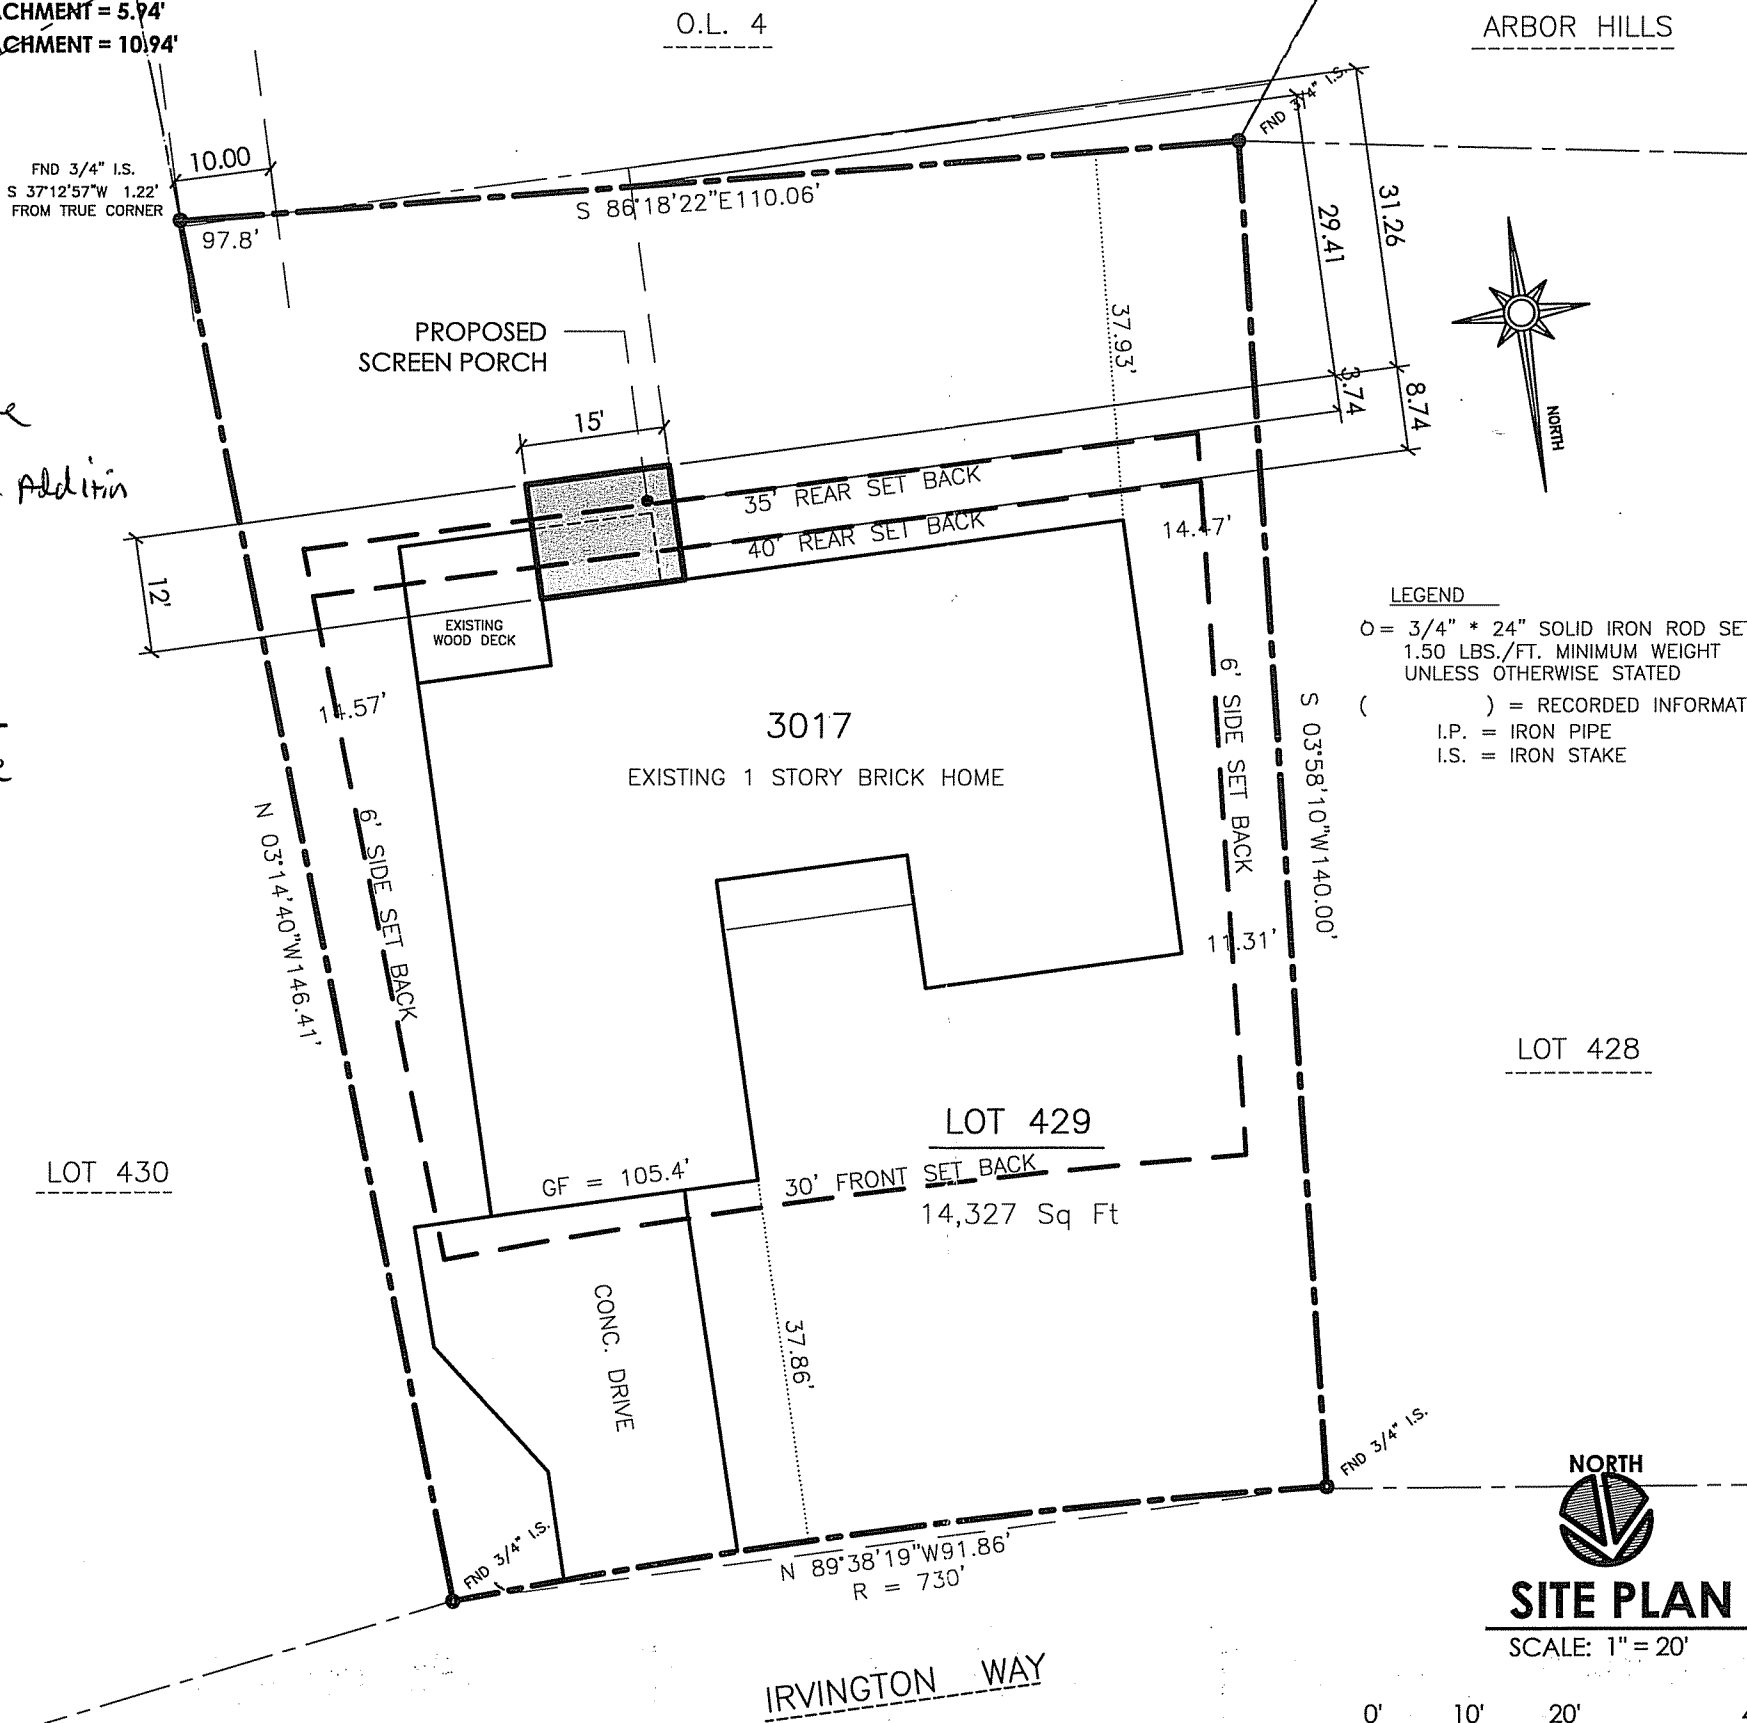 CHMENT = 5.94'
CHMENT = 10.94'
O.L. 4
ARBOR HILLS
FND 3/4" I.S.
S 37°12'57"W 1.22'
FROM TRUE CORNER
10.00
97.8'
S 86°18'22"E110.06'
FND 3/4" I.S.
31.26
29.41
37.93'
3.74
8.74
NORTH
PROPOSED
SCREEN PORCH
15'
Addition
12'
35' REAR SET BACK
40' REAR SET BACK
14.47'
EXISTING
WOOD DECK
14.57'
LEGEND
O = 3/4" * 24" SOLID IRON ROD SE
1.50 LBS./FT. MINIMUM WEIGHT
UNLESS OTHERWISE STATED
( ) = RECORDED INFORMAT
I.P. = IRON PIPE
I.S. = IRON STAKE
3017
EXISTING 1 STORY BRICK HOME
6' SIDE SET BACK
S 03°58'10"W140.00'
N 03°14'40"W146.41'
6' SIDE SET BACK
11.31'
LOT 428
LOT 429
LOT 430
GF = 105.4'
30' FRONT SET BACK
14,327 Sq Ft
CONC. DRIVE
37.86'
FND 3/4" I.S.
FND 3/4" I.S.
N 89°38'19"W91.86'
R = 730'
IRVINGTON WAY
NORTH
SITE PLAN
SCALE: 1" = 20'
0' 10' 20'